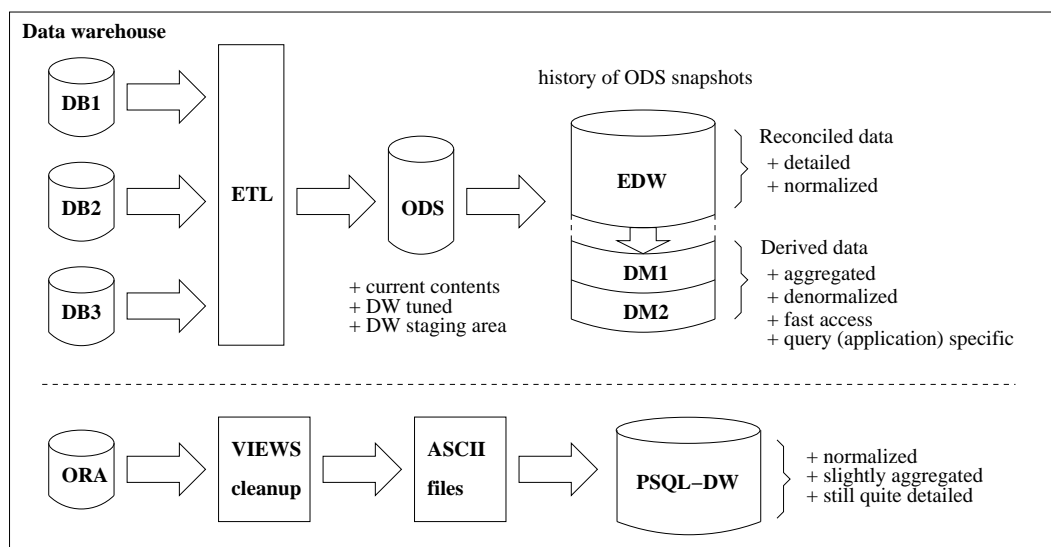 Data warehouse
history of ODS snapshots
DB1
DB2
DB3
ETL
ODS
+ current contents
+ DW tuned
+ DW staging area
EDW
DM1
DM2
Reconciled data
+ detailed
+ normalized
Derived data
+ aggregated
+ denormalized
+ fast access
+ query (application) specific
ORA
VIEWS
cleanup
ASCII
files
PSQL−DW
+ normalized
+ slightly aggregated
+ still quite detailed